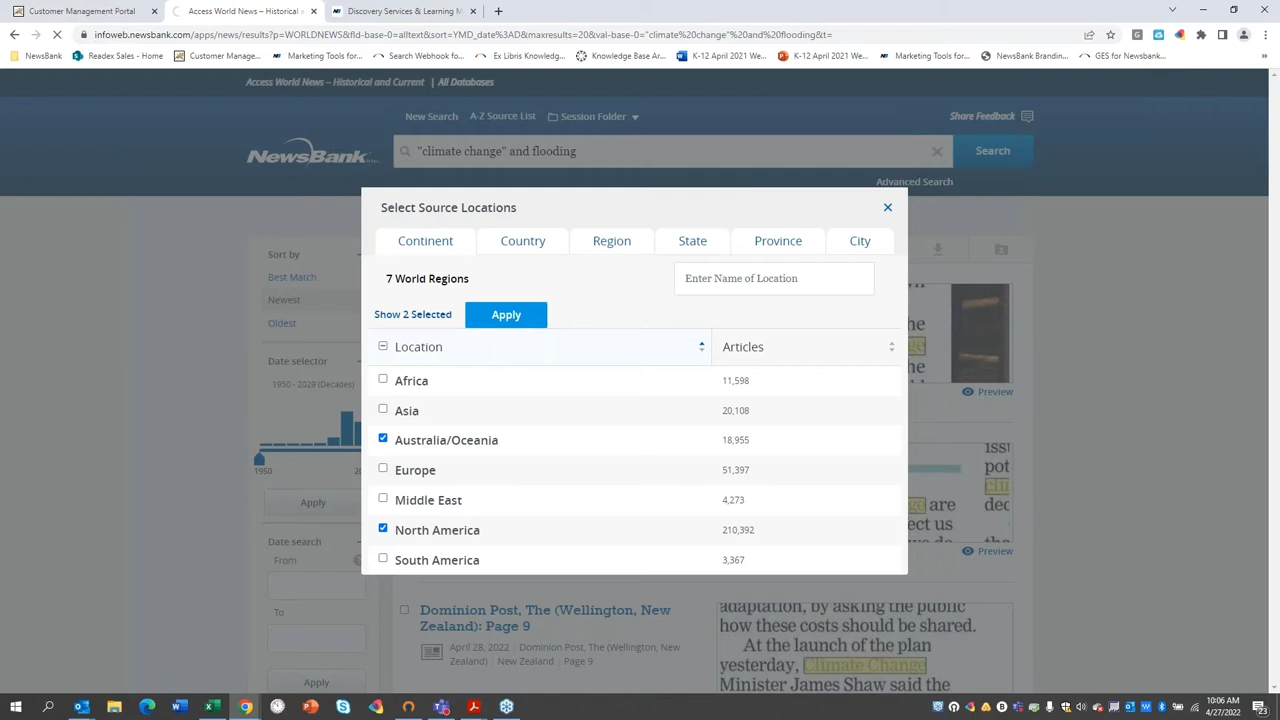 Customer Management Portal
Access World News – Historical a
Discovery Services & Learning M
infoweb.newsbank.com/apps/news/results?p=WORLDNEWS&fld-base-0=alltext&sort=YMD_date%3AD&maxresults=20&val-base-0="climate%20change"%20and%20flooding&t=
NewsBank
Readex Sales - Home
Customer Manage...
Marketing Tools for...
Search Webhook fo...
Ex Libris Knowledg...
Knowledge Base Ar...
K-12 April 2021 We...
K-12 April 2021 We...
Marketing Tools for...
NewsBank Brandin...
GES for NewsBank...
Access World News – Historical and Current | All Databases
New Search
A-Z Source List
Session Folder
Share Feedback
NewsBank inc.
"climate change" and flooding
Search
Advanced Search
Select Source Locations
Continent
Country
Region
State
Province
City
7 World Regions
Enter Name of Location
Show 2 Selected
Apply
Location
Articles
Africa 11,598
Asia 20,108
Australia/Oceania 18,955
Europe 51,397
Middle East 4,273
North America 210,392
South America 3,367
Sort by
Best Match
Newest
Oldest
Date selector
1950 - 2029 (Decades)
1950
Apply
Date search
From
To
Apply
the
the
Preview
issu
pot
are
dec
ect us
Preview
Dominion Post, The (Wellington, New
Zealand): Page 9
April 28, 2022 | Dominion Post, The (Wellington, New
Zealand) | New Zealand | Page 9
adaptation, by asking the public
how these costs should be shared.
At the launch of the plan
yesterday, Climate Change
Minister James Shaw said the
10:06 AM
4/27/2022
23